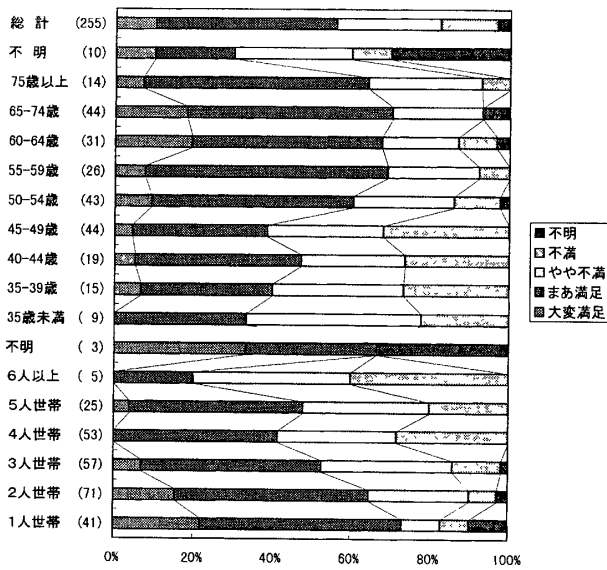 総 計 (255)
不 明 (10)
75歳以上 (14)
65-74歳 (44)
60-64歳 (31)
55-59歳 (26)
50-54歳 (43)
45-49歳 (44)
40-44歳 (19)
35-39歳 (15)
35歳未満 ( 9)
不明 ( 3)
6人以上 ( 5)
5人世帯 (25)
4人世帯 (53)
3人世帯 (57)
2人世帯 (71)
1人世帯 (41)
0% 20% 40% 60% 80% 100%
不明
不満
やや不満
まあ満足
大変満足